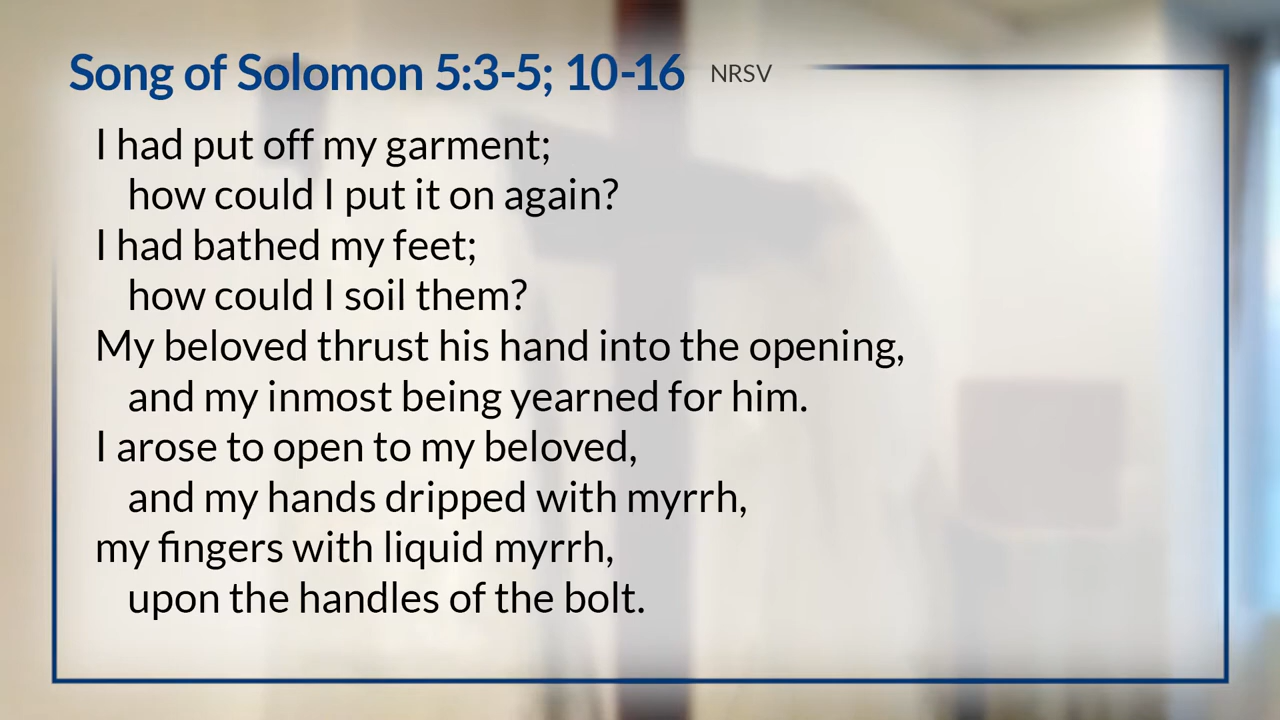 Song of Solomon 5:3-5; 10-16 NRSV
I had put off my garment;
how could I put it on again?
I had bathed my feet;
how could I soil them?
My beloved thrust his hand into the opening,
and my inmost being yearned for him.
I arose to open to my beloved,
and my hands dripped with myrrh,
my fingers with liquid myrrh,
upon the handles of the bolt.